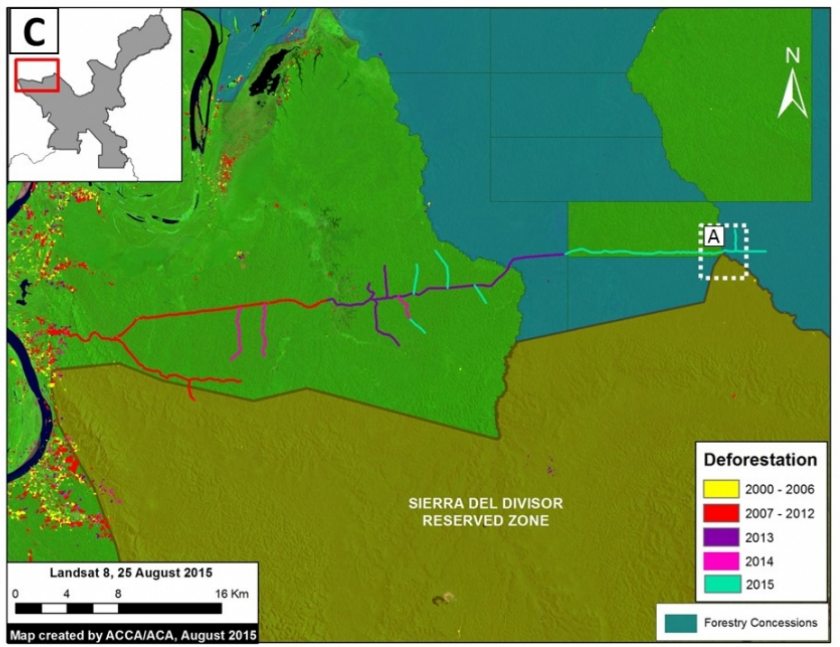 C
N
A
SIERRA DEL DIVISOR
RESERVED ZONE
Deforestation
2000 - 2006
2007 - 2012
2013
2014
2015
Landsat 8, 25 August 2015
0 4 8 16 Km
Map created by ACCA/ACA, August 2015
Forestry Concessions